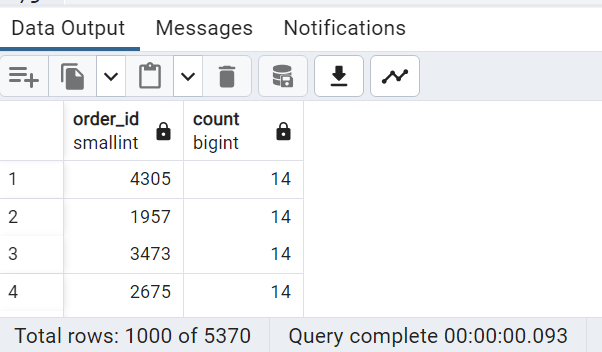 Data Output Messages Notifications
order_id count
smallint bigint
1 4305 14
2 1957 14
3 3473 14
4 2675 14
Total rows: 1000 of 5370 Query complete 00:00:00.093